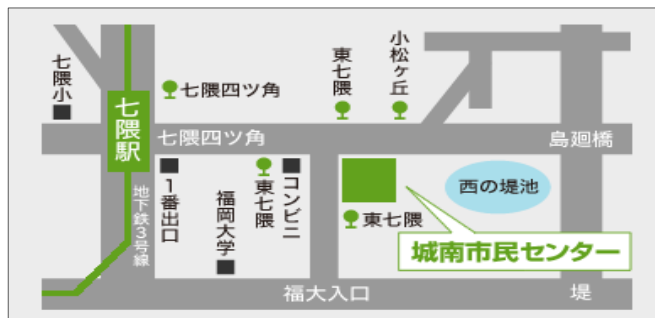 七隈小
七隈四ツ角
東七隈
小松ヶ丘
七隈駅
七隈四ツ角
島廻橋
地下鉄3号線
1番出口
福岡大学
東七隈
コンビニ
東七隈
西の堤池
城南市民センター
福大入口
堤